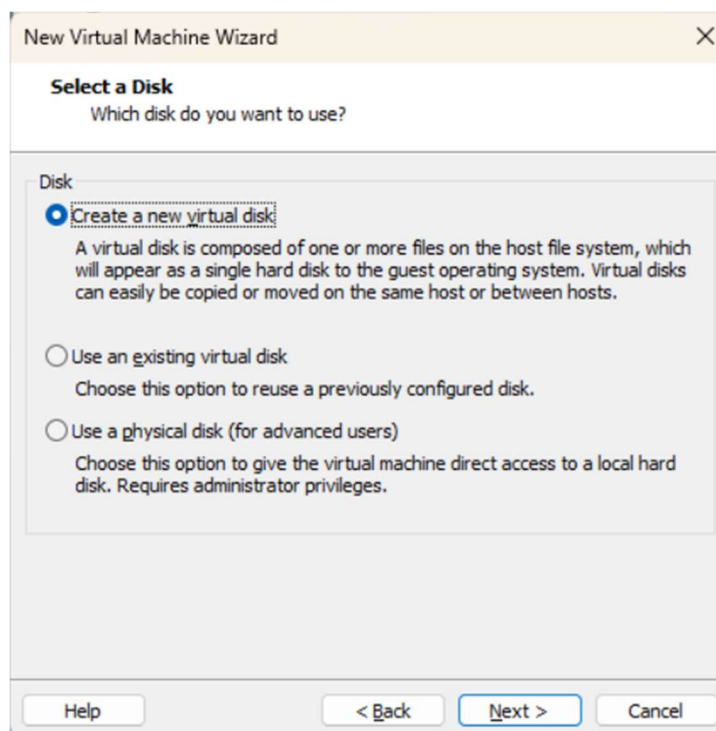 New Virtual Machine Wizard
Select a Disk
Which disk do you want to use?
Disk
Create a new virtual disk
A virtual disk is composed of one or more files on the host file system, which
will appear as a single hard disk to the guest operating system. Virtual disks
can easily be copied or moved on the same host or between hosts.
Use an existing virtual disk
Choose this option to reuse a previously configured disk.
Use a physical disk (for advanced users)
Choose this option to give the virtual machine direct access to a local hard
disk. Requires administrator privileges.
Help < Back Next > Cancel